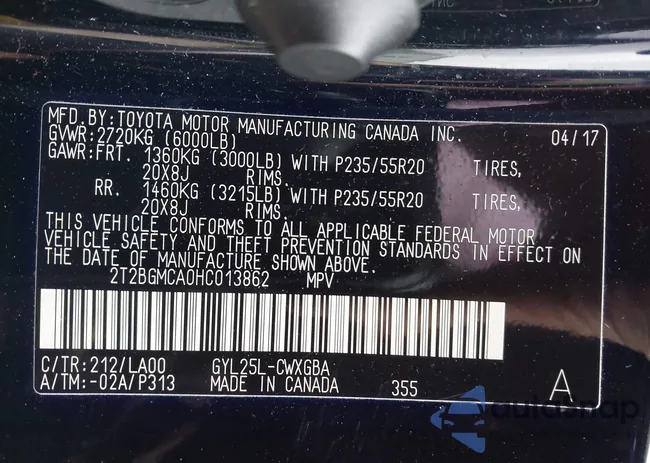 MFD.BY:TOYOTA MOTOR MANUFACTURING CANADA INC. 04/17
GVWR:2720KG (6000LB)
GAWR:FRT. 1360KG (3000LB) WITH P235/55R20 TIRES,
20X8J RIMS.
RR. 1460KG (3215LB) WITH P235/55R20 TIRES,
20X8J RIMS.
THIS VEHICLE CONFORMS TO ALL APPLICABLE FEDERAL MOTOR
VEHICLE SAFETY AND THEFT PREVENTION STANDARDS IN EFFECT ON
THE DATE OF MANUFACTURE SHOWN ABOVE.
2T2BGMCA0HC013862 MPV
C/TR:212/LA00 GYL25L-CWXGBA
A/TM:-02A/P313 MADE IN CANADA 355 A
autoSnap